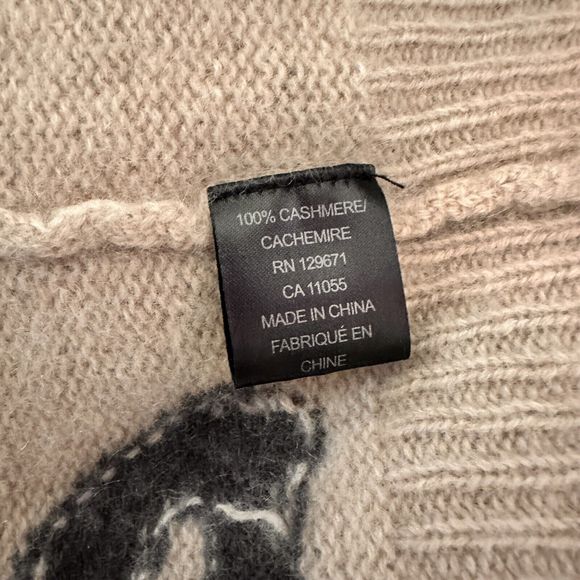 100% CASHMERE/
CACHEMIRE
RN 129671
CA 11055
MADE IN CHINA
FABRIQUÉ EN
CHINE